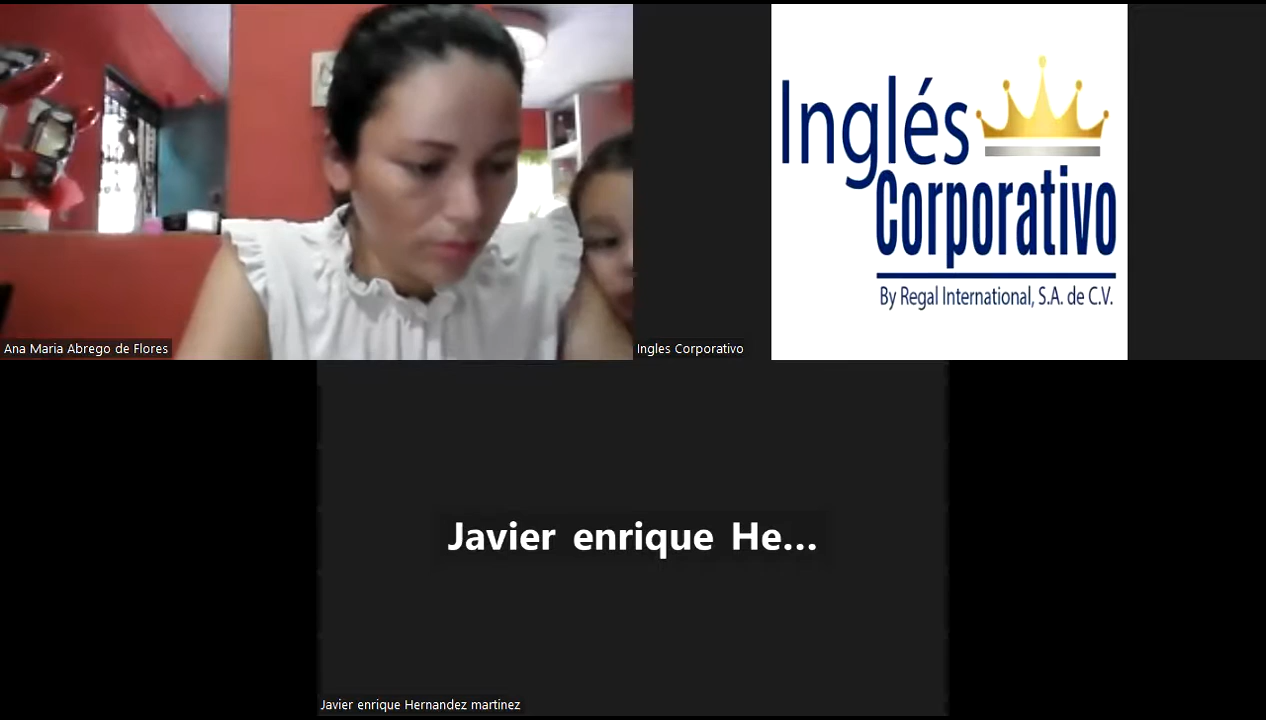 Ana Maria Abrego de Flores
Inglés
Corporativo
By Regal International, S.A. de C.V.
Ingles Corporativo
Javier enrique He...
Javier enrique Hernandez martinez